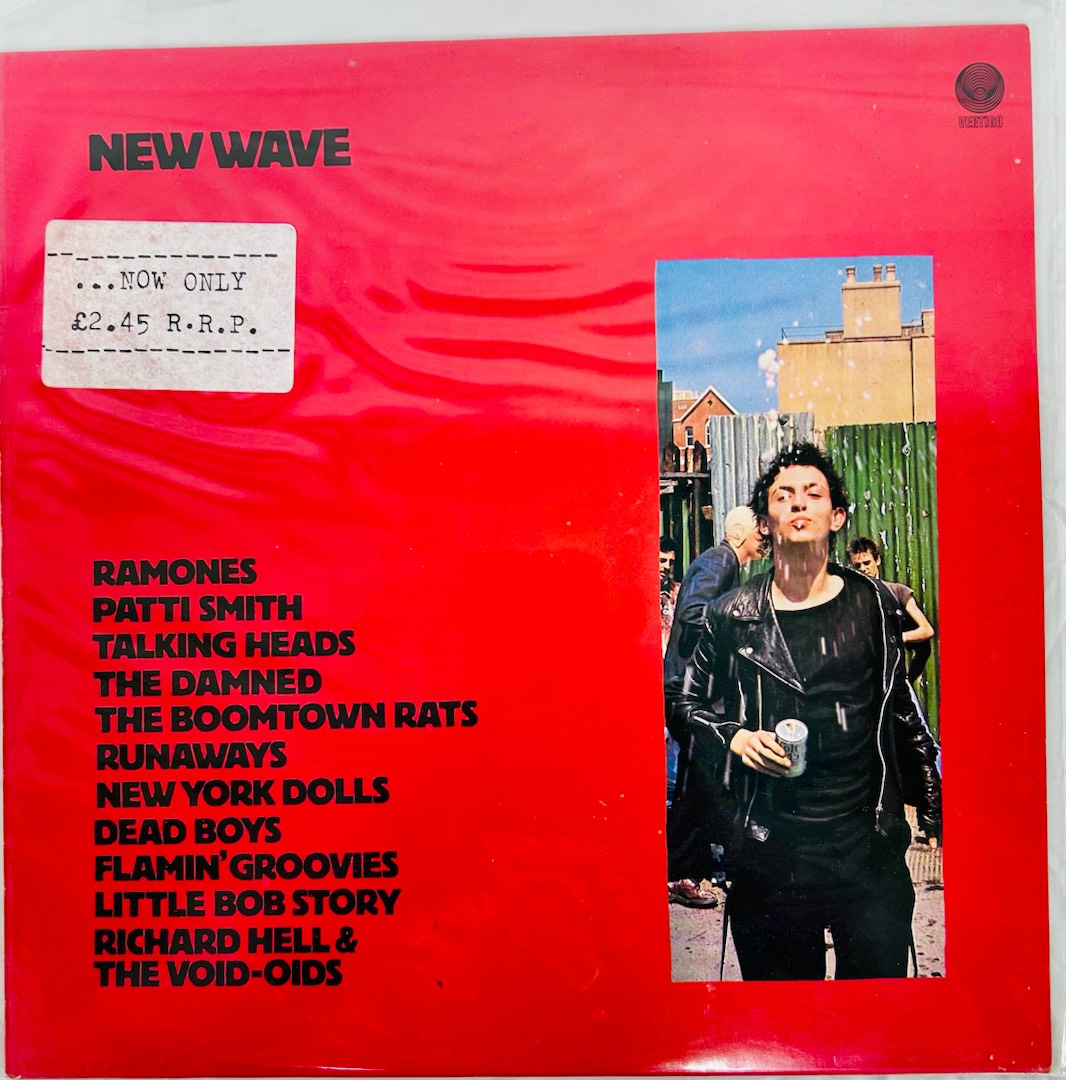 VERTIGO
NEW WAVE
...NOW ONLY
£2.45 R.R.P.
RAMONES
PATTI SMITH
TALKING HEADS
THE DAMNED
THE BOOMTOWN RATS
RUNAWAYS
NEW YORK DOLLS
DEAD BOYS
FLAMIN' GROOVIES
LITTLE BOB STORY
RICHARD HELL &
THE VOID-OIDS